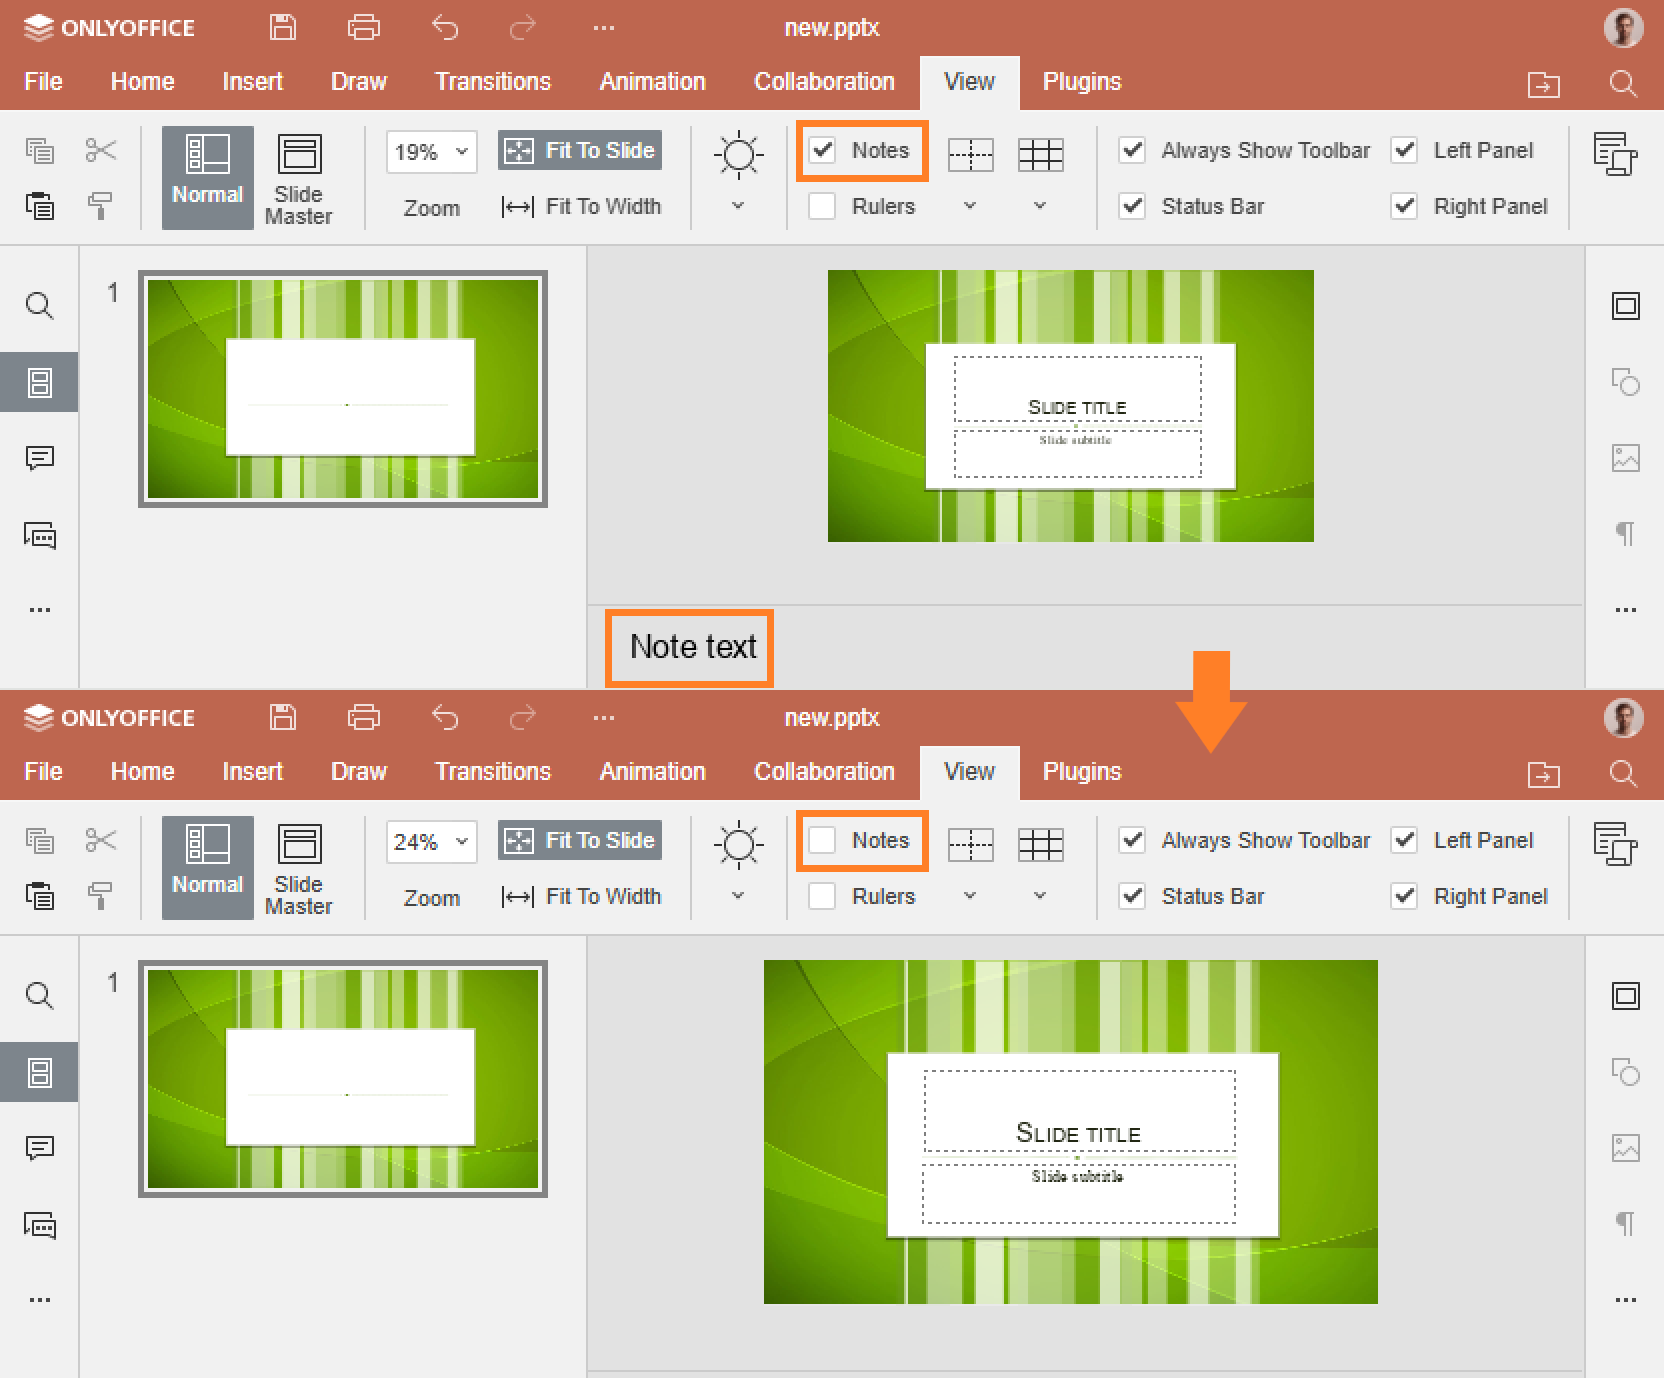 ONLYOFFICE new.pptx
File Home Insert Draw Transitions Animation Collaboration View Plugins
19% Fit To Slide Notes Always Show Toolbar Left Panel
Normal Slide Master Zoom Fit To Width Rulers Status Bar Right Panel
1
SLIDE TITLE
Slide subtitle
Note text
ONLYOFFICE new.pptx
File Home Insert Draw Transitions Animation Collaboration View Plugins
24% Fit To Slide Notes Always Show Toolbar Left Panel
Normal Slide Master Zoom Fit To Width Rulers Status Bar Right Panel
1
SLIDE TITLE
Slide subtitle